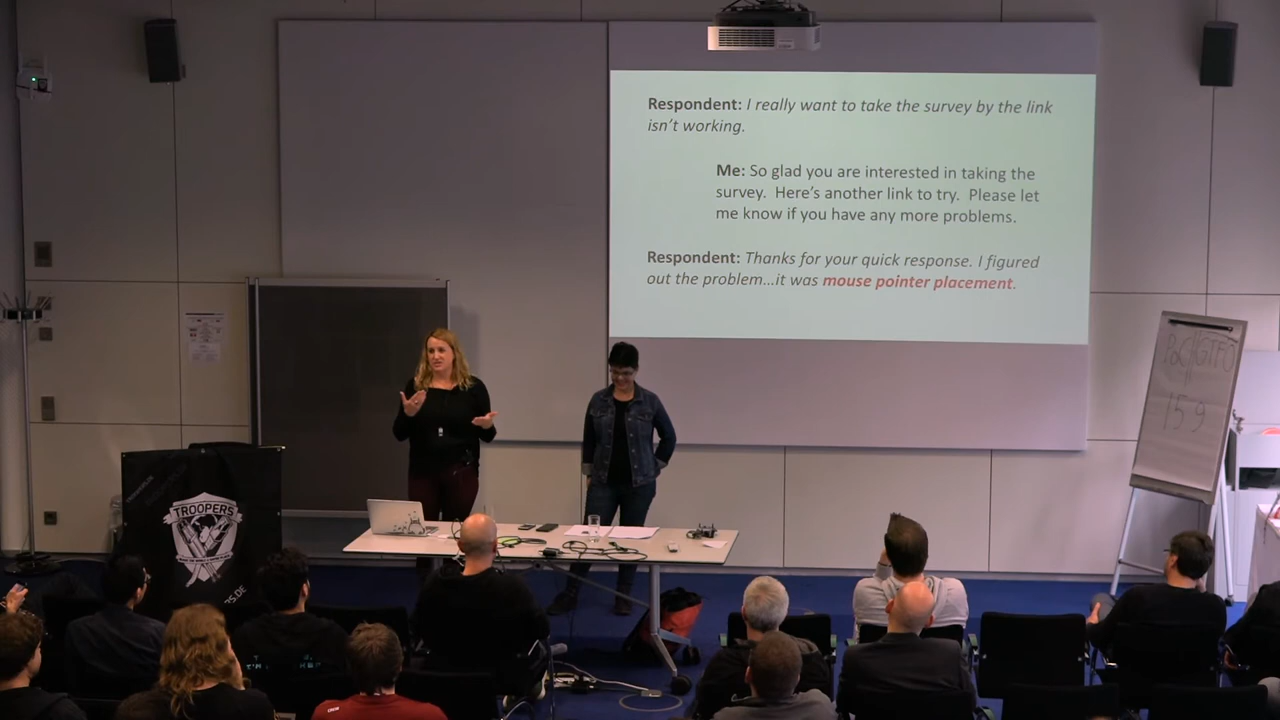 Respondent: I really want to take the survey by the link
isn't working.
Me: So glad you are interested in taking the
survey. Here's another link to try. Please let
me know if you have any more problems.
Respondent: Thanks for your quick response. I figured
out the problem...it was mouse pointer placement.
TROOPERS
15 9